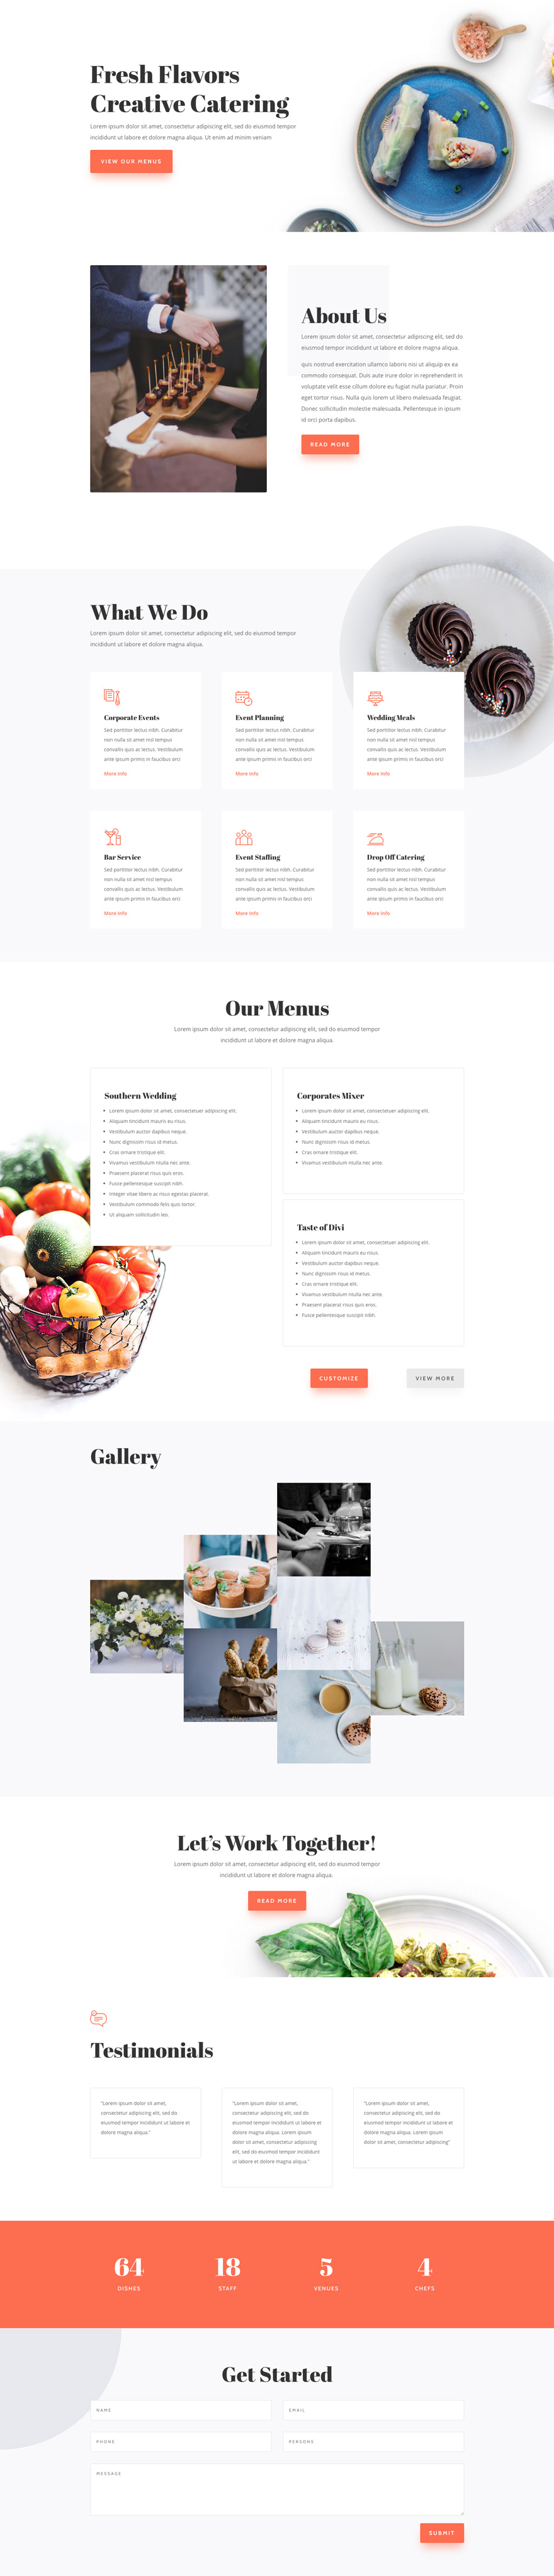 Fresh Flavors
Creative Catering
Lorem ipsum dolor sit amet, consectetur adipiscing elit, sed do eiusmod tempor
incididunt ut labore et dolore magna aliqua. Ut enim ad minim veniam
VIEW OUR MENUS
About Us
Lorem ipsum dolor sit amet, consectetur adipiscing elit, sed do
eiusmod tempor incididunt ut labore et dolore magna aliqua.
quis nostrud exercitation ullamco laboris nisi ut aliquip ex ea
commodo consequat. Duis aute irure dolor in reprehenderit in
voluptate velit esse cillum dolore eu fugiat nulla pariatur. Proin
eget tortor risus. Nulla quis lorem ut libero malesuada feugiat.
Donec sollicitudin molestie malesuada. Pellentesque in ipsum
id orci porta dapibus.
READ MORE
What We Do
Lorem ipsum dolor sit amet, consectetur adipiscing elit, sed do eiusmod tempor
incididunt ut labore et dolore magna aliqua.
Corporate Events
Sed porttitor lectus nibh. Curabitur
non nulla sit amet nisl tempus
convallis quis ac lectus. Vestibulum
ante ipsum primis in faucibus orci
More Info
Event Planning
Sed porttitor lectus nibh. Curabitur
non nulla sit amet nisl tempus
convallis quis ac lectus. Vestibulum
ante ipsum primis in faucibus orci
More Info
Wedding Meals
Sed porttitor lectus nibh. Curabitur
non nulla sit amet nisl tempus
convallis quis ac lectus. Vestibulum
ante ipsum primis in faucibus orci
More Info
Bar Service
Sed porttitor lectus nibh. Curabitur
non nulla sit amet nisl tempus
convallis quis ac lectus. Vestibulum
ante ipsum primis in faucibus orci
More Info
Event Staffing
Sed porttitor lectus nibh. Curabitur
non nulla sit amet nisl tempus
convallis quis ac lectus. Vestibulum
ante ipsum primis in faucibus orci
More Info
Drop Off Catering
Sed porttitor lectus nibh. Curabitur
non nulla sit amet nisl tempus
convallis quis ac lectus. Vestibulum
ante ipsum primis in faucibus orci
More Info
Our Menus
Lorem ipsum dolor sit amet, consectetur adipiscing elit, sed do eiusmod tempor
incididunt ut labore et dolore magna aliqua.
Southern Wedding
• Lorem ipsum dolor sit amet, consectetuer adipiscing elit.
• Aliquam tincidunt mauris eu risus.
• Vestibulum auctor dapibus neque.
• Nunc dignissim risus id metus.
• Cras ornare tristique elit.
• Vivamus vestibulum ntulla nec ante.
• Praesent placerat risus quis eros.
• Fusce pellentesque suscipit nibh.
• Integer vitae libero ac risus egestas placerat.
• Vestibulum commodo felis quis tortor.
• Ut aliquam sollicitudin leo.
Corporates Mixer
• Lorem ipsum dolor sit amet, consectetuer adipiscing elit.
• Aliquam tincidunt mauris eu risus.
• Vestibulum auctor dapibus neque.
• Nunc dignissim risus id metus.
• Cras ornare tristique elit.
• Vivamus vestibulum ntulla nec ante.
Taste of Divi
• Lorem ipsum dolor sit amet, consectetuer adipiscing elit.
• Aliquam tincidunt mauris eu risus.
• Vestibulum auctor dapibus neque.
• Nunc dignissim risus id metus.
• Cras ornare tristique elit.
• Vivamus vestibulum ntulla nec ante.
• Praesent placerat risus quis eros.
• Fusce pellentesque suscipit nibh.
CUSTOMIZE
VIEW MORE
Gallery
Let's Work Together!
Lorem ipsum dolor sit amet, consectetur adipiscing elit, sed do eiusmod tempor
incididunt ut labore et dolore magna aliqua.
READ MORE
Testimonials
"Lorem ipsum dolor sit amet,
consectetur adipiscing elit, sed do
eiusmod tempor incididunt ut labore et
dolore magna aliqua."
"Lorem ipsum dolor sit amet,
consectetur adipiscing elit, sed do
eiusmod tempor incididunt ut labore et
dolore magna aliqua. Lorem ipsum
dolor sit amet, consectetur adipiscing
elit, sed do eiusmod tempor incididunt
ut labore et dolore magna aliqua."
"Lorem ipsum dolor sit amet,
consectetur adipiscing elit, sed do
eiusmod tempor incididunt ut labore et
dolore magna aliqua. Lorem ipsum
dolor sit amet, consectetur adipiscing"
64
DISHES
18
STAFF
5
VENUES
4
CHEFS
Get Started
NAME
EMAIL
PHONE
PERSONS
MESSAGE
SUBMIT